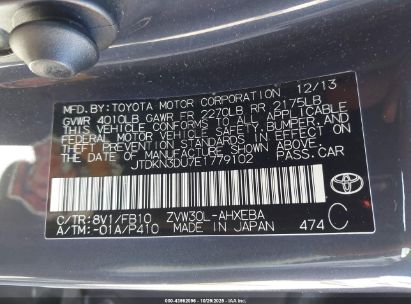 MFD. BY: TOYOTA MOTOR CORPORATION 12/13
GVWR 4010LB GAWR FR 2270LB RR 2175LB
THIS VEHICLE CONFORMS TO ALL APPLICABLE
FEDERAL MOTOR VEHICLE SAFETY, BUMPER, AND
THEFT PREVENTION STANDARDS IN EFFECT ON THE DATE OF
MANUFACTURE SHOWN ABOVE.
JTDKN3DU9E1779102 PASS.CAR
C/TR: 8V1/FB10 ZVW30L-AHXEBA
A/TM: -01A/P410 MADE IN JAPAN 474 C
TOYOTA